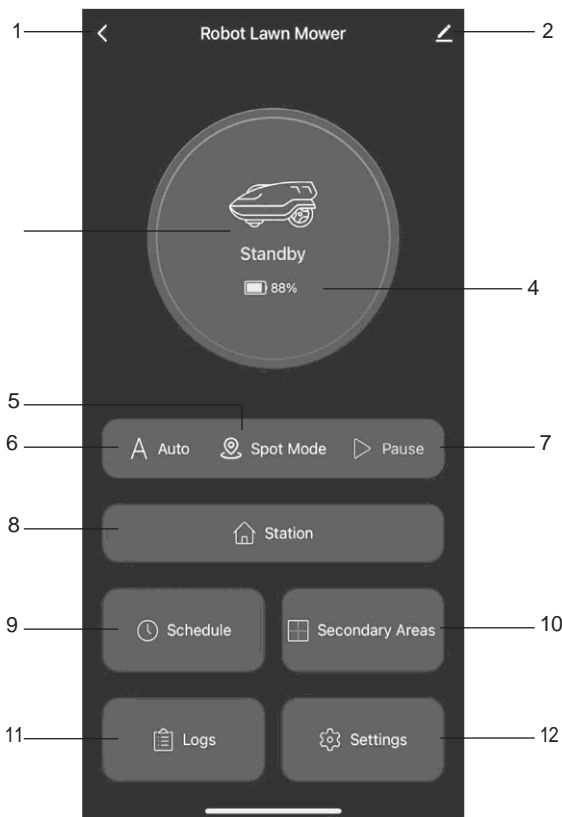 1 Robot Lawn Mower 2
Standby
88% 4
5
6 A Auto Spot Mode Pause 7
8 Station
9 Schedule Secondary Areas 10
11 Logs Settings 12